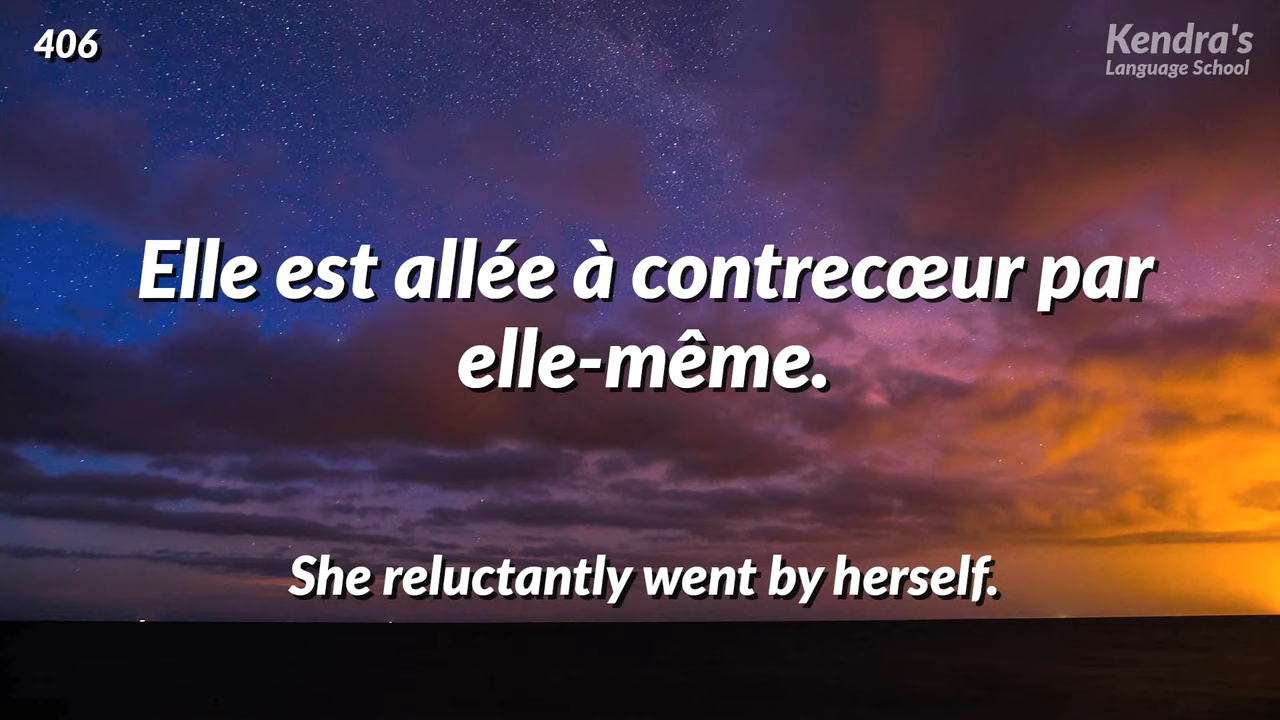 406
Kendra's
Language School
Elle est allée à contrecœur par
elle-même.
She reluctantly went by herself.